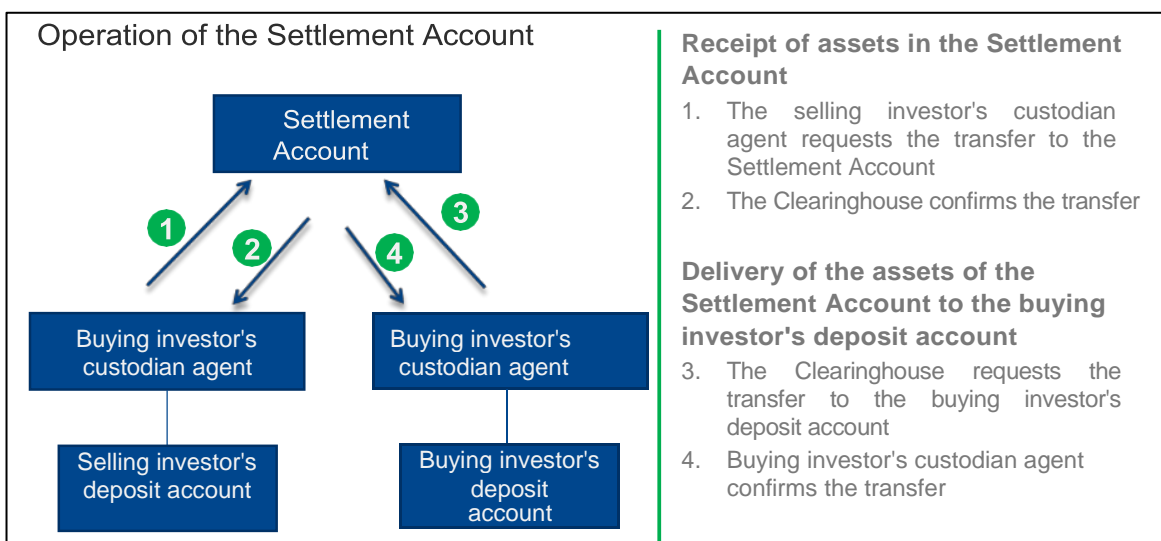 Operation of the Settlement Account
Settlement
Account
1
2
3
4
Buying investor's
custodian agent
Buying investor's
custodian agent
Selling investor's
deposit account
Buying investor's
deposit
account
Receipt of assets in the Settlement
Account
1. The selling investor's custodian
agent requests the transfer to the
Settlement Account
2. The Clearinghouse confirms the transfer
Delivery of the assets of the
Settlement Account to the buying
investor's deposit account
3. The Clearinghouse requests the
transfer to the buying investor's
deposit account
4. Buying investor's custodian agent
confirms the transfer